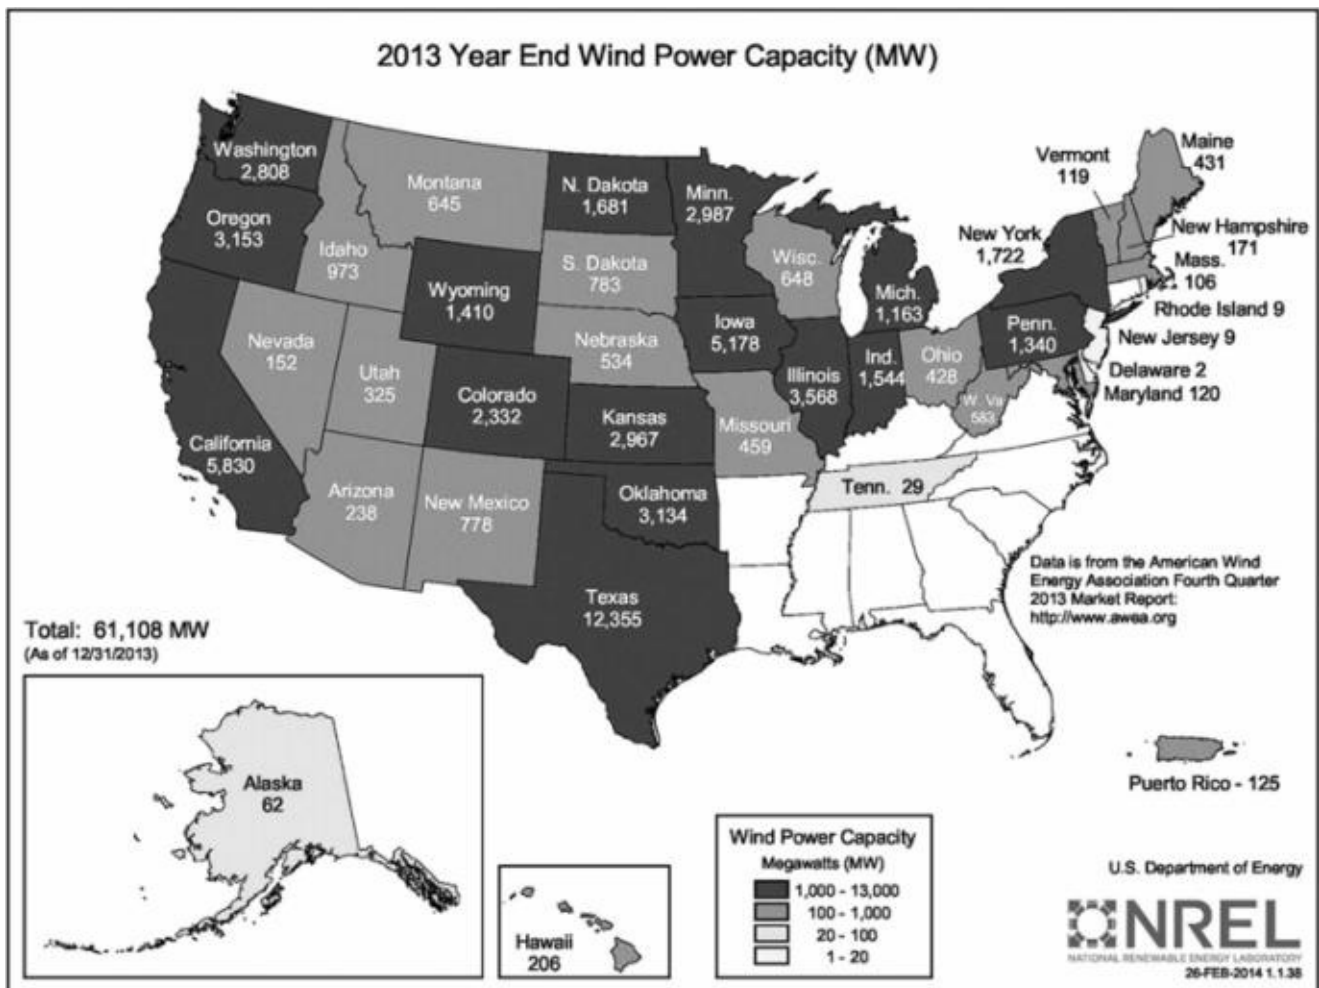 2013 Year End Wind Power Capacity (MW)
Washington
2,808
Oregon
3,153
California
5,830
Idaho
973
Nevada
152
Montana
645
Wyoming
1,410
Utah
325
Colorado
2,332
Arizona
238
New Mexico
778
N. Dakota
1,681
S. Dakota
783
Nebraska
534
Kansas
2,967
Oklahoma
3,134
Texas
12,355
Minn.
2,987
Iowa
5,178
Missouri
459
Wisc.
648
Illinois
3,568
Mich.
1,163
Ind.
1,544
Ohio
428
W. Va
583
Tenn. 29
Penn.
1,340
New York
1,722
Vermont
119
Maine
431
New Hampshire
171
Mass.
106
Rhode Island 9
New Jersey 9
Delaware 2
Maryland 120
Data is from the American Wind
Energy Association Fourth Quarter
2013 Market Report:
http://www.awea.org
Total: 61,108 MW
(As of 12/31/2013)
Alaska
62
Hawaii
206
Puerto Rico - 125
Wind Power Capacity
Megawatts (MW)
1,000 - 13,000
100 - 1,000
20 - 100
1 - 20
U.S. Department of Energy
NREL
NATIONAL RENEWABLE ENERGY LABORATORY
26-FEB-2014 1.1.38